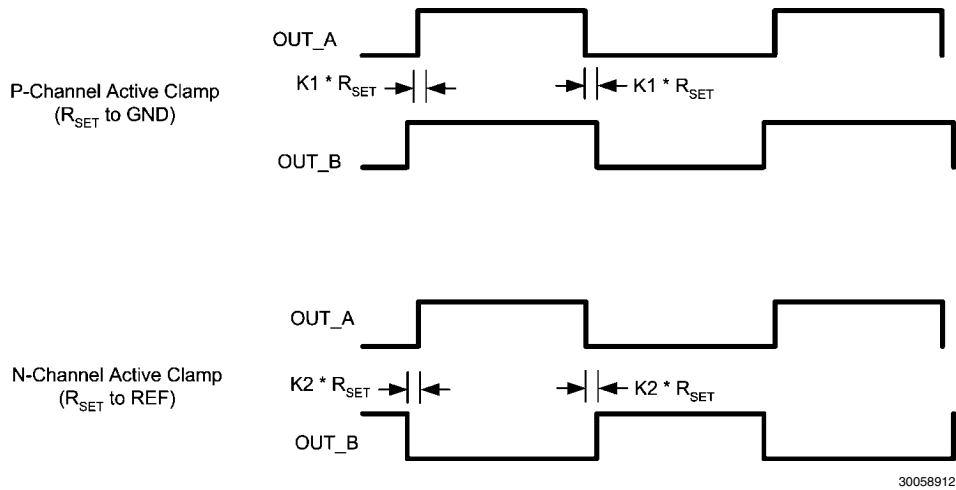 OUT_A
K1 * RSET
K1 * RSET
P-Channel Active Clamp
(RSET to GND)
OUT_B
OUT_A
N-Channel Active Clamp
(RSET to REF)
K2 * RSET
K2 * RSET
OUT_B
30058912